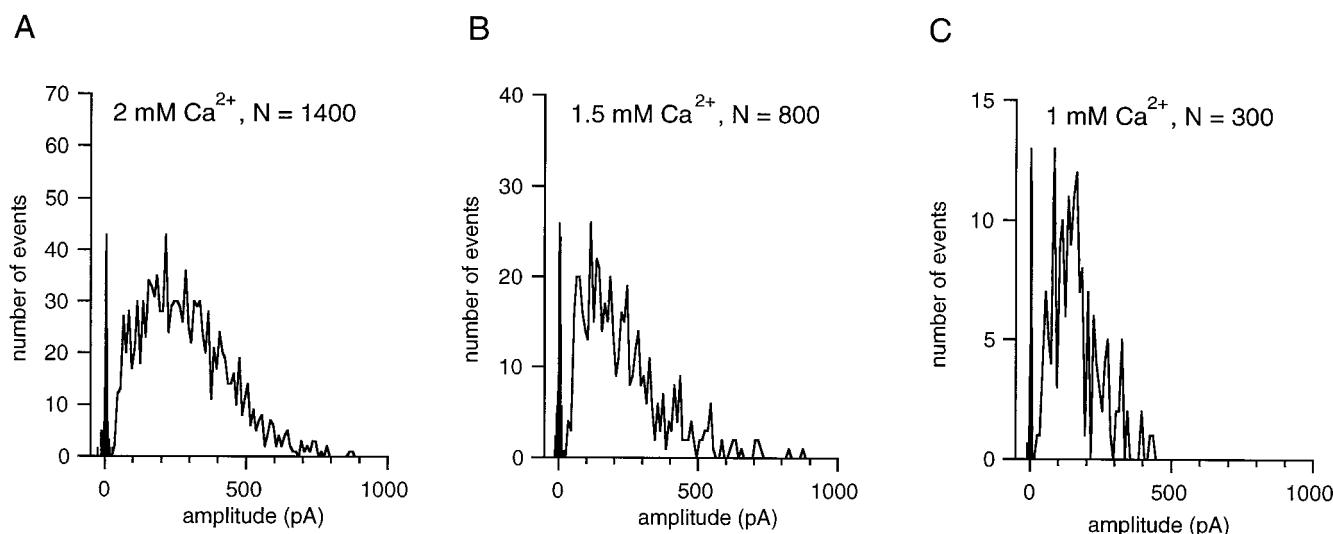 A
B
C
2 mM Ca2+, N = 1400
1.5 mM Ca2+, N = 800
1 mM Ca2+, N = 300
number of events
70
60
50
40
30
20
10
0
0
500
1000
amplitude (pA)
number of events
40
30
20
10
0
0
500
1000
amplitude (pA)
number of events
15
10
5
0
0
500
1000
amplitude (pA)